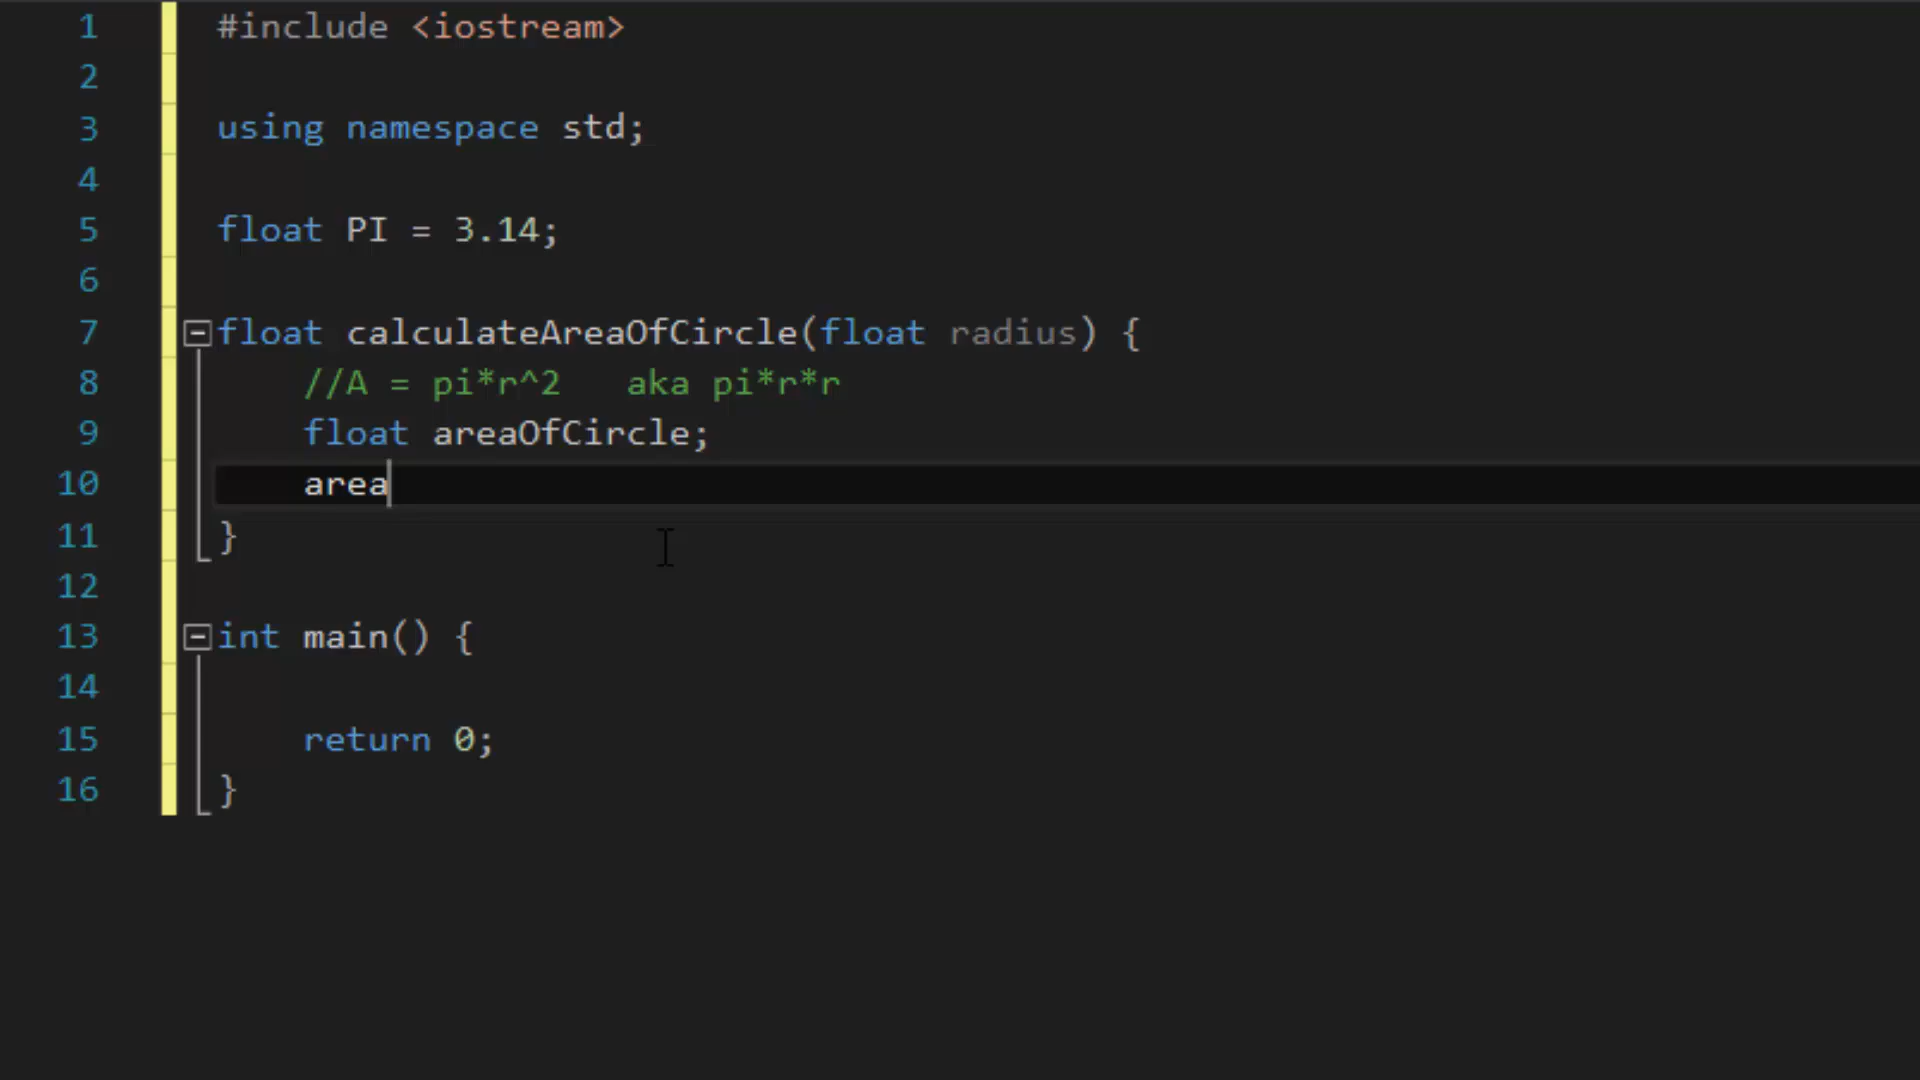 1 #include <iostream>
2
3 using namespace std;
4
5 float PI = 3.14;
6
7 float calculateAreaOfCircle(float radius) {
8 //A = pi*r^2   aka pi*r*r
9 float areaOfCircle;
10 area
11 }
12
13 int main() {
14
15 return 0;
16 }